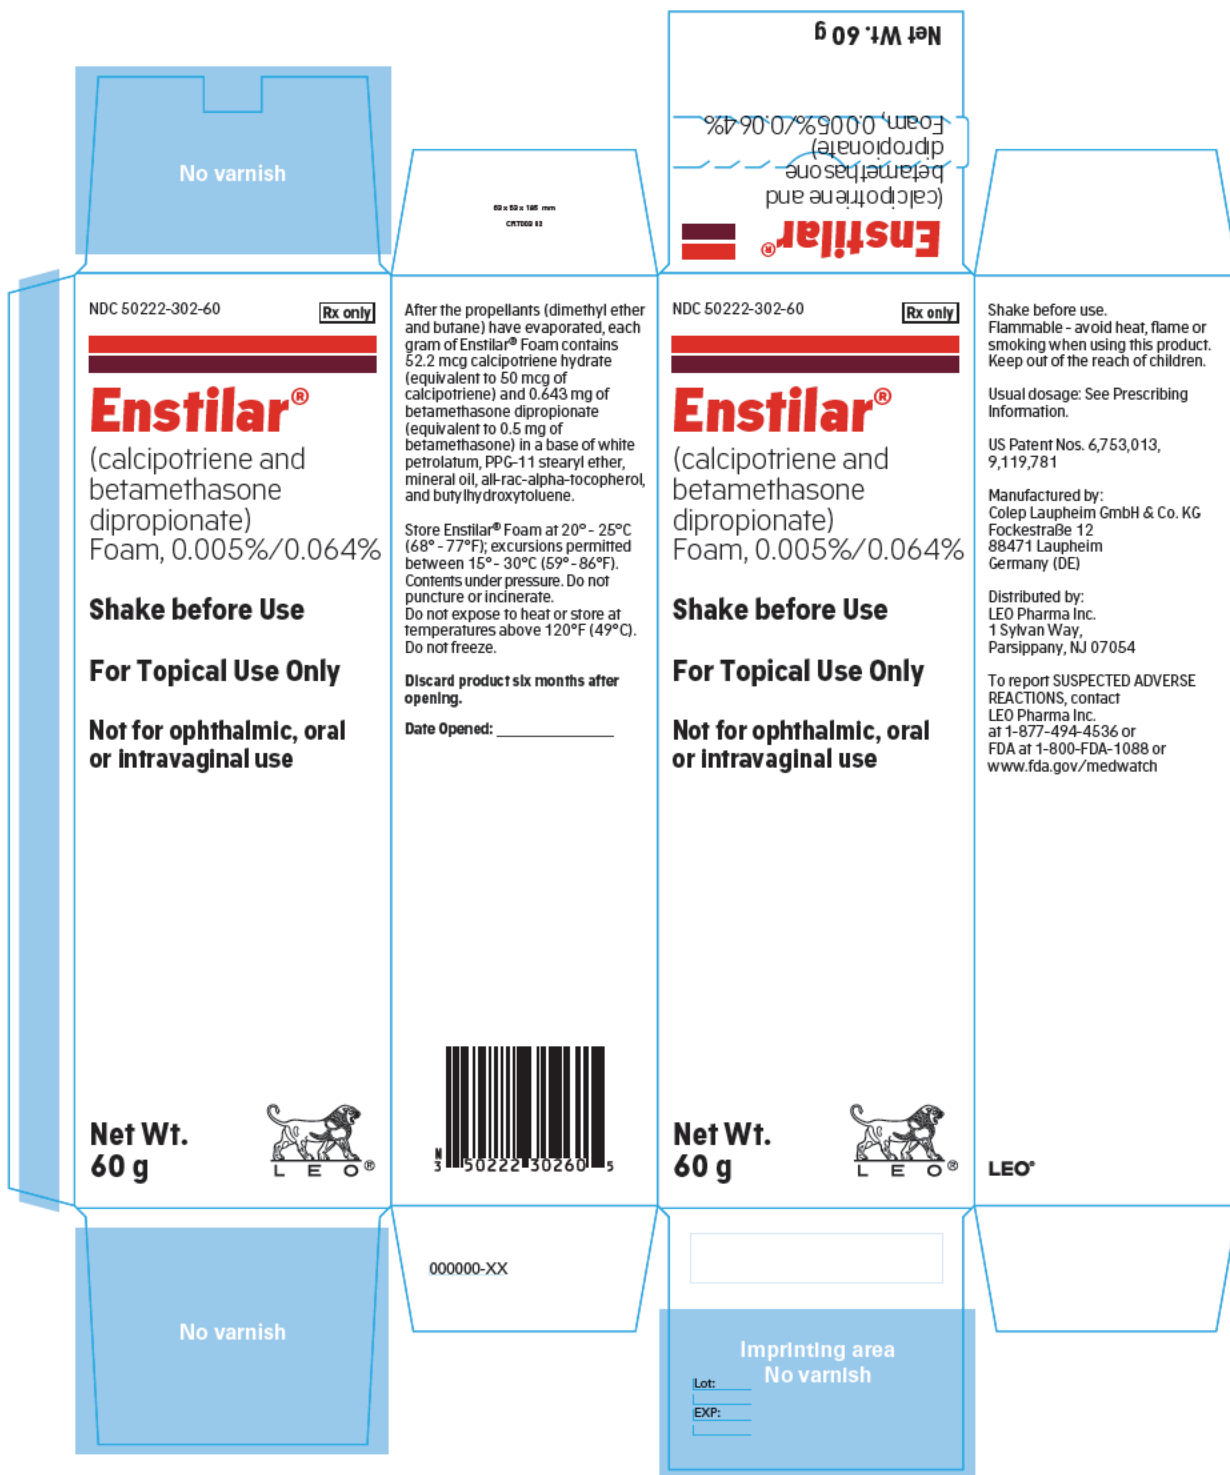 Net Wt. 60 g
Enstilar®
(calcipotriene and
betamethasone
dipropionate)
Foam, 0.005%/0.064%
No varnish
CRT003 02
NDC 50222-302-60
Rx only
Enstilar®
(calcipotriene and
betamethasone
dipropionate)
Foam, 0.005%/0.064%
Shake before Use
For Topical Use Only
Not for ophthalmic, oral
or intravaginal use
Net Wt.
60 g
LEO®
After the propellants (dimethyl ether
and butane) have evaporated, each
gram of Enstilar® Foam contains
52.2 mcg calcipotriene hydrate
(equivalent to 50 mcg of
calcipotriene) and 0.643 mg of
betamethasone dipropionate
(equivalent to 0.5 mg of
betamethasone) in a base of white
petrolatum, PPG-11 stearyl ether,
mineral oil, all-rac-alpha-tocopherol,
and butylhydroxytoluene.
Store Enstilar® Foam at 20° - 25°C
(68° - 77°F); excursions permitted
between 15° - 30°C (59° - 86°F).
Contents under pressure. Do not
puncture or incinerate.
Do not expose to heat or store at
temperatures above 120°F (49°C).
Do not freeze.
Discard product six months after
opening.
Date Opened: ______________
N
3 50222 30260 5
NDC 50222-302-60
Rx only
Enstilar®
(calcipotriene and
betamethasone
dipropionate)
Foam, 0.005%/0.064%
Shake before Use
For Topical Use Only
Not for ophthalmic, oral
or intravaginal use
Net Wt.
60 g
LEO®
Shake before use.
Flammable - avoid heat, flame or
smoking when using this product.
Keep out of the reach of children.
Usual dosage: See Prescribing
Information.
US Patent Nos. 6,753,013,
9,119,781
Manufactured by:
Colep Laupheim GmbH & Co. KG
Fockestraße 12
88471 Laupheim
Germany (DE)
Distributed by:
LEO Pharma Inc.
1 Sylvan Way,
Parsippany, NJ 07054
To report SUSPECTED ADVERSE
REACTIONS, contact
LEO Pharma Inc.
at 1-877-494-4536 or
FDA at 1-800-FDA-1088 or
www.fda.gov/medwatch
LEO®
No varnish
000000-XX
Imprinting area
No varnish
Lot:
EXP: